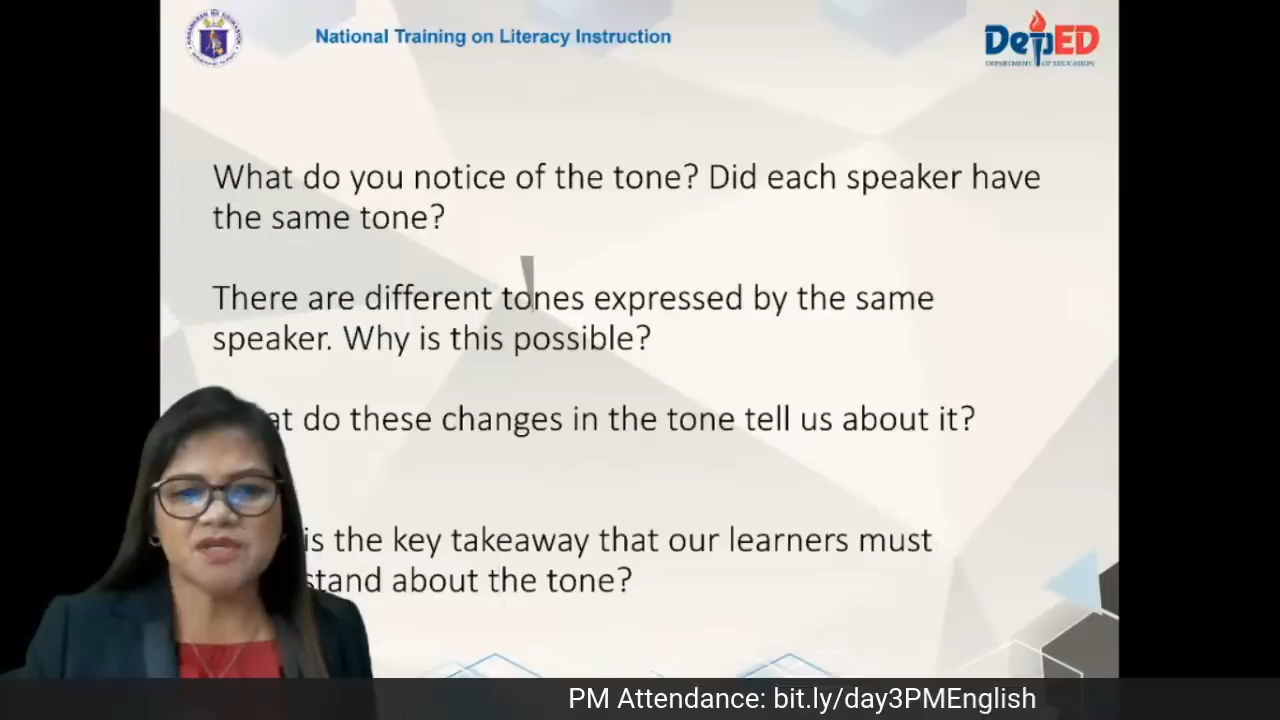 National Training on Literacy Instruction
DepED
DEPARTMENT OF EDUCATION
What do you notice of the tone? Did each speaker have
the same tone?
There are different tones expressed by the same
speaker. Why is this possible?
at do these changes in the tone tell us about it?
is the key takeaway that our learners must
stand about the tone?
PM Attendance: bit.ly/day3PMEnglish